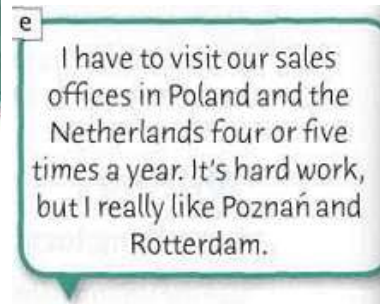 e
I have to visit our sales
offices in Poland and the
Netherlands four or five
times a year. It's hard work,
but I really like Poznań and
Rotterdam.